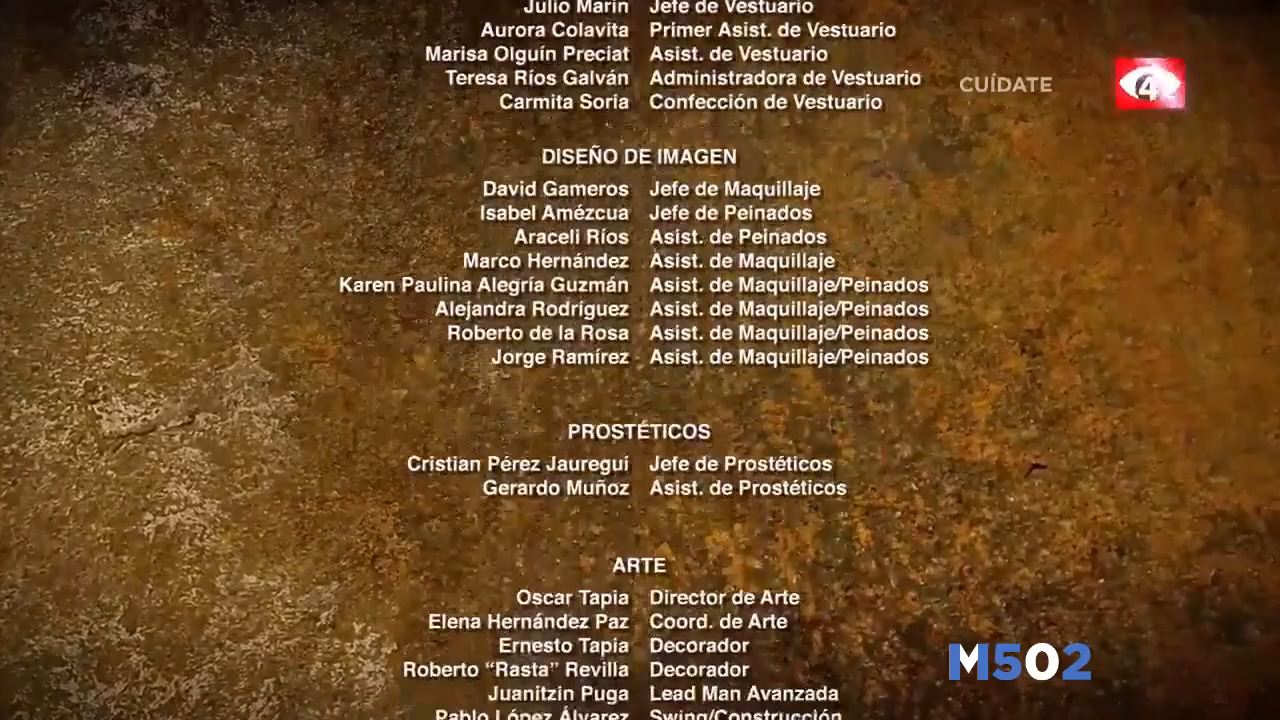 Julio Marín Jefe de Vestuario
Aurora Colavita Primer Asist. de Vestuario
Marisa Olguín Preciat Asist. de Vestuario
Teresa Ríos Galván Administradora de Vestuario
Carmita Soria Confección de Vestuario
CUÍDATE
4
DISEÑO DE IMAGEN
David Gameros Jefe de Maquillaje
Isabel Amézcua Jefe de Peinados
Araceli Ríos Asist. de Peinados
Marco Hernández Asist. de Maquillaje
Karen Paulina Alegría Guzmán Asist. de Maquillaje/Peinados
Alejandra Rodríguez Asist. de Maquillaje/Peinados
Roberto de la Rosa Asist. de Maquillaje/Peinados
Jorge Ramírez Asist. de Maquillaje/Peinados
PROSTÉTICOS
Cristian Pérez Jauregui Jefe de Prostéticos
Gerardo Muñoz Asist. de Prostéticos
ARTE
Oscar Tapia Director de Arte
Elena Hernández Paz Coord. de Arte
Ernesto Tapia Decorador
Roberto “Rasta” Revilla Decorador
Juanitzin Puga Lead Man Avanzada
Pablo López Álvarez Swing/Construcción
M502